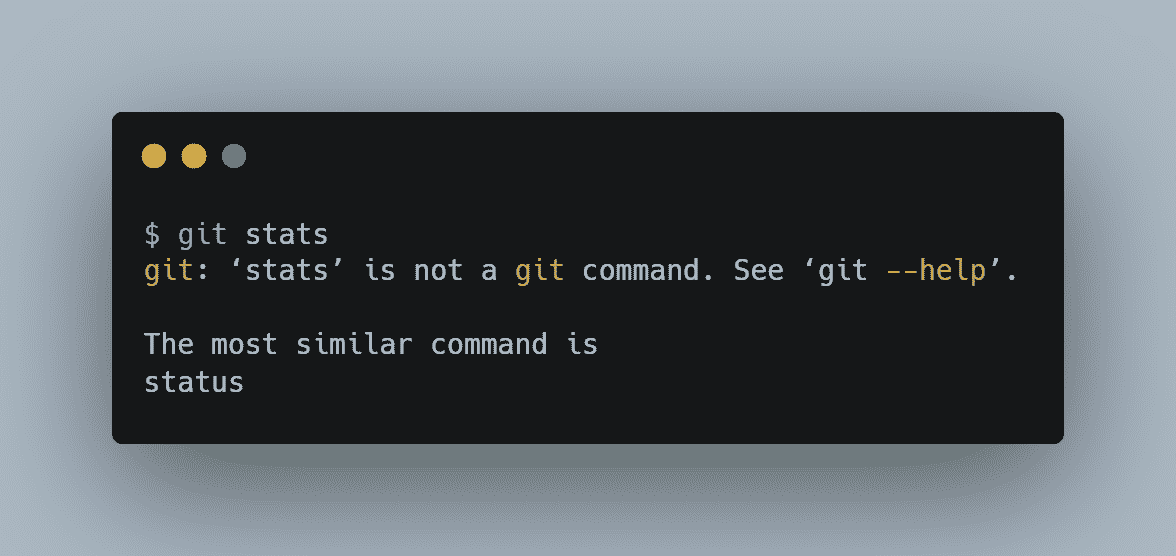 $ git stats
git: ‘stats’ is not a git command. See ‘git --help’.
The most similar command is
status